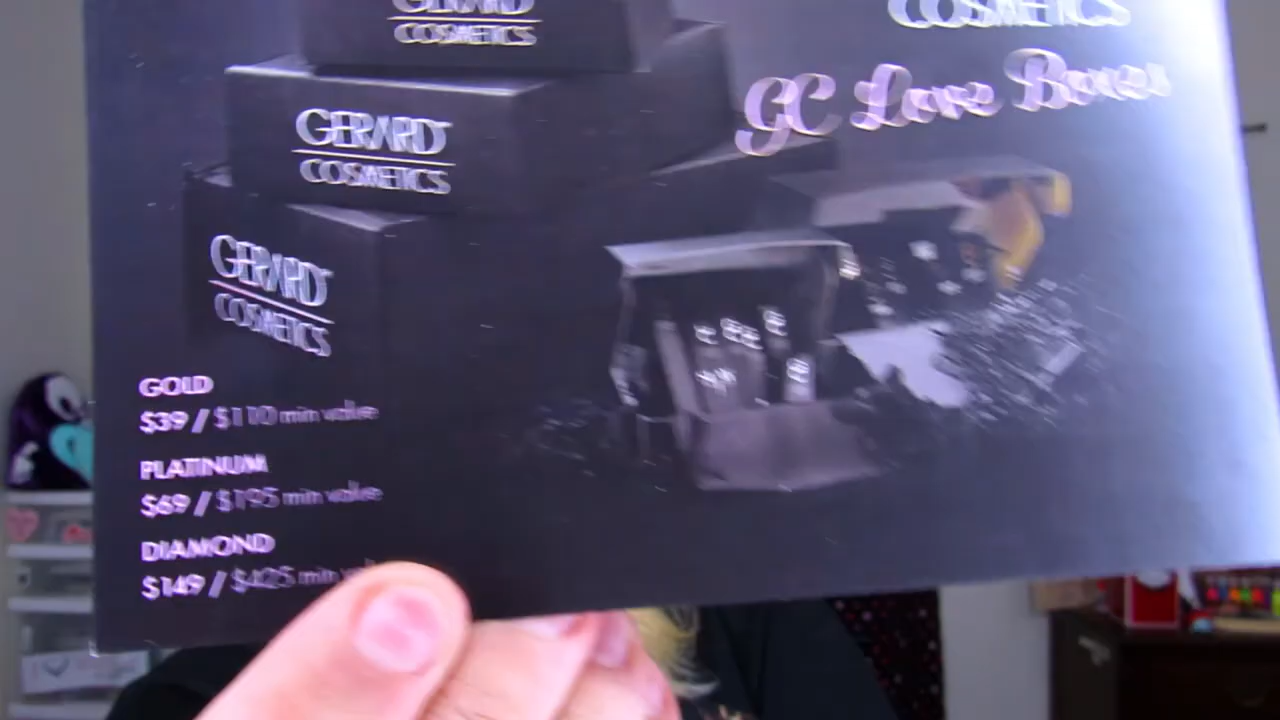 GERARD
COSMETICS
GERARD
COSMETICS
GERARD
COSMETICS
COSMETICS
GC Love Boxes
GOLD
$39 / $110 min value
PLATINUM
$69 / $195 min value
DIAMOND
$149 / $425 min